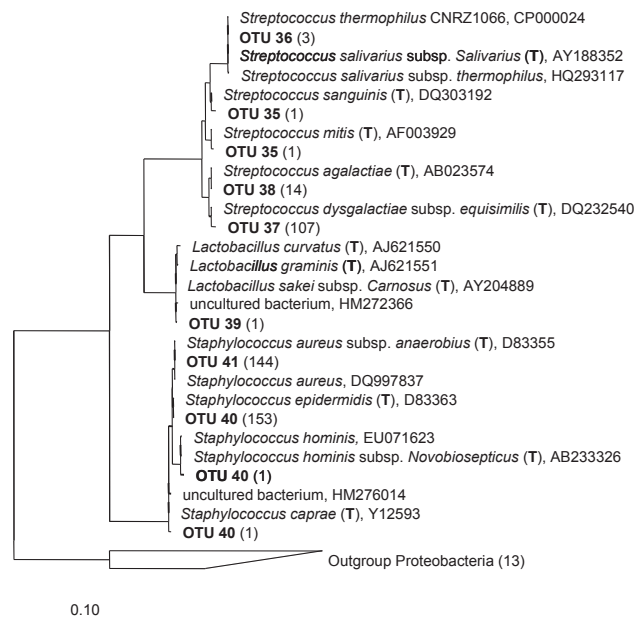 Streptococcus thermophilus CNRZ1066, CP000024
OTU 36 (3)
Streptococcus salivarius subsp. Salivarius (T), AY188352
Streptococcus salivarius subsp. thermophilus, HQ293117
Streptococcus sanguinis (T), DQ303192
OTU 35 (1)
Streptococcus mitis (T), AF003929
OTU 35 (1)
Streptococcus agalactiae (T), AB023574
OTU 38 (14)
Streptococcus dysgalactiae subsp. equisimilis (T), DQ232540
OTU 37 (107)
Lactobacillus curvatus (T), AJ621550
Lactobacillus graminis (T), AJ621551
Lactobacillus sakei subsp. Carnosus (T), AY204889
uncultured bacterium, HM272366
OTU 39 (1)
Staphylococcus aureus subsp. anaerobius (T), D83355
OTU 41 (144)
Staphylococcus aureus, DQ997837
Staphylococcus epidermidis (T), D83363
OTU 40 (153)
Staphylococcus hominis, EU071623
Staphylococcus hominis subsp. Novobiosepticus (T), AB233326
OTU 40 (1)
uncultured bacterium, HM276014
Staphylococcus caprae (T), Y12593
OTU 40 (1)
Outgroup Proteobacteria (13)
0.10